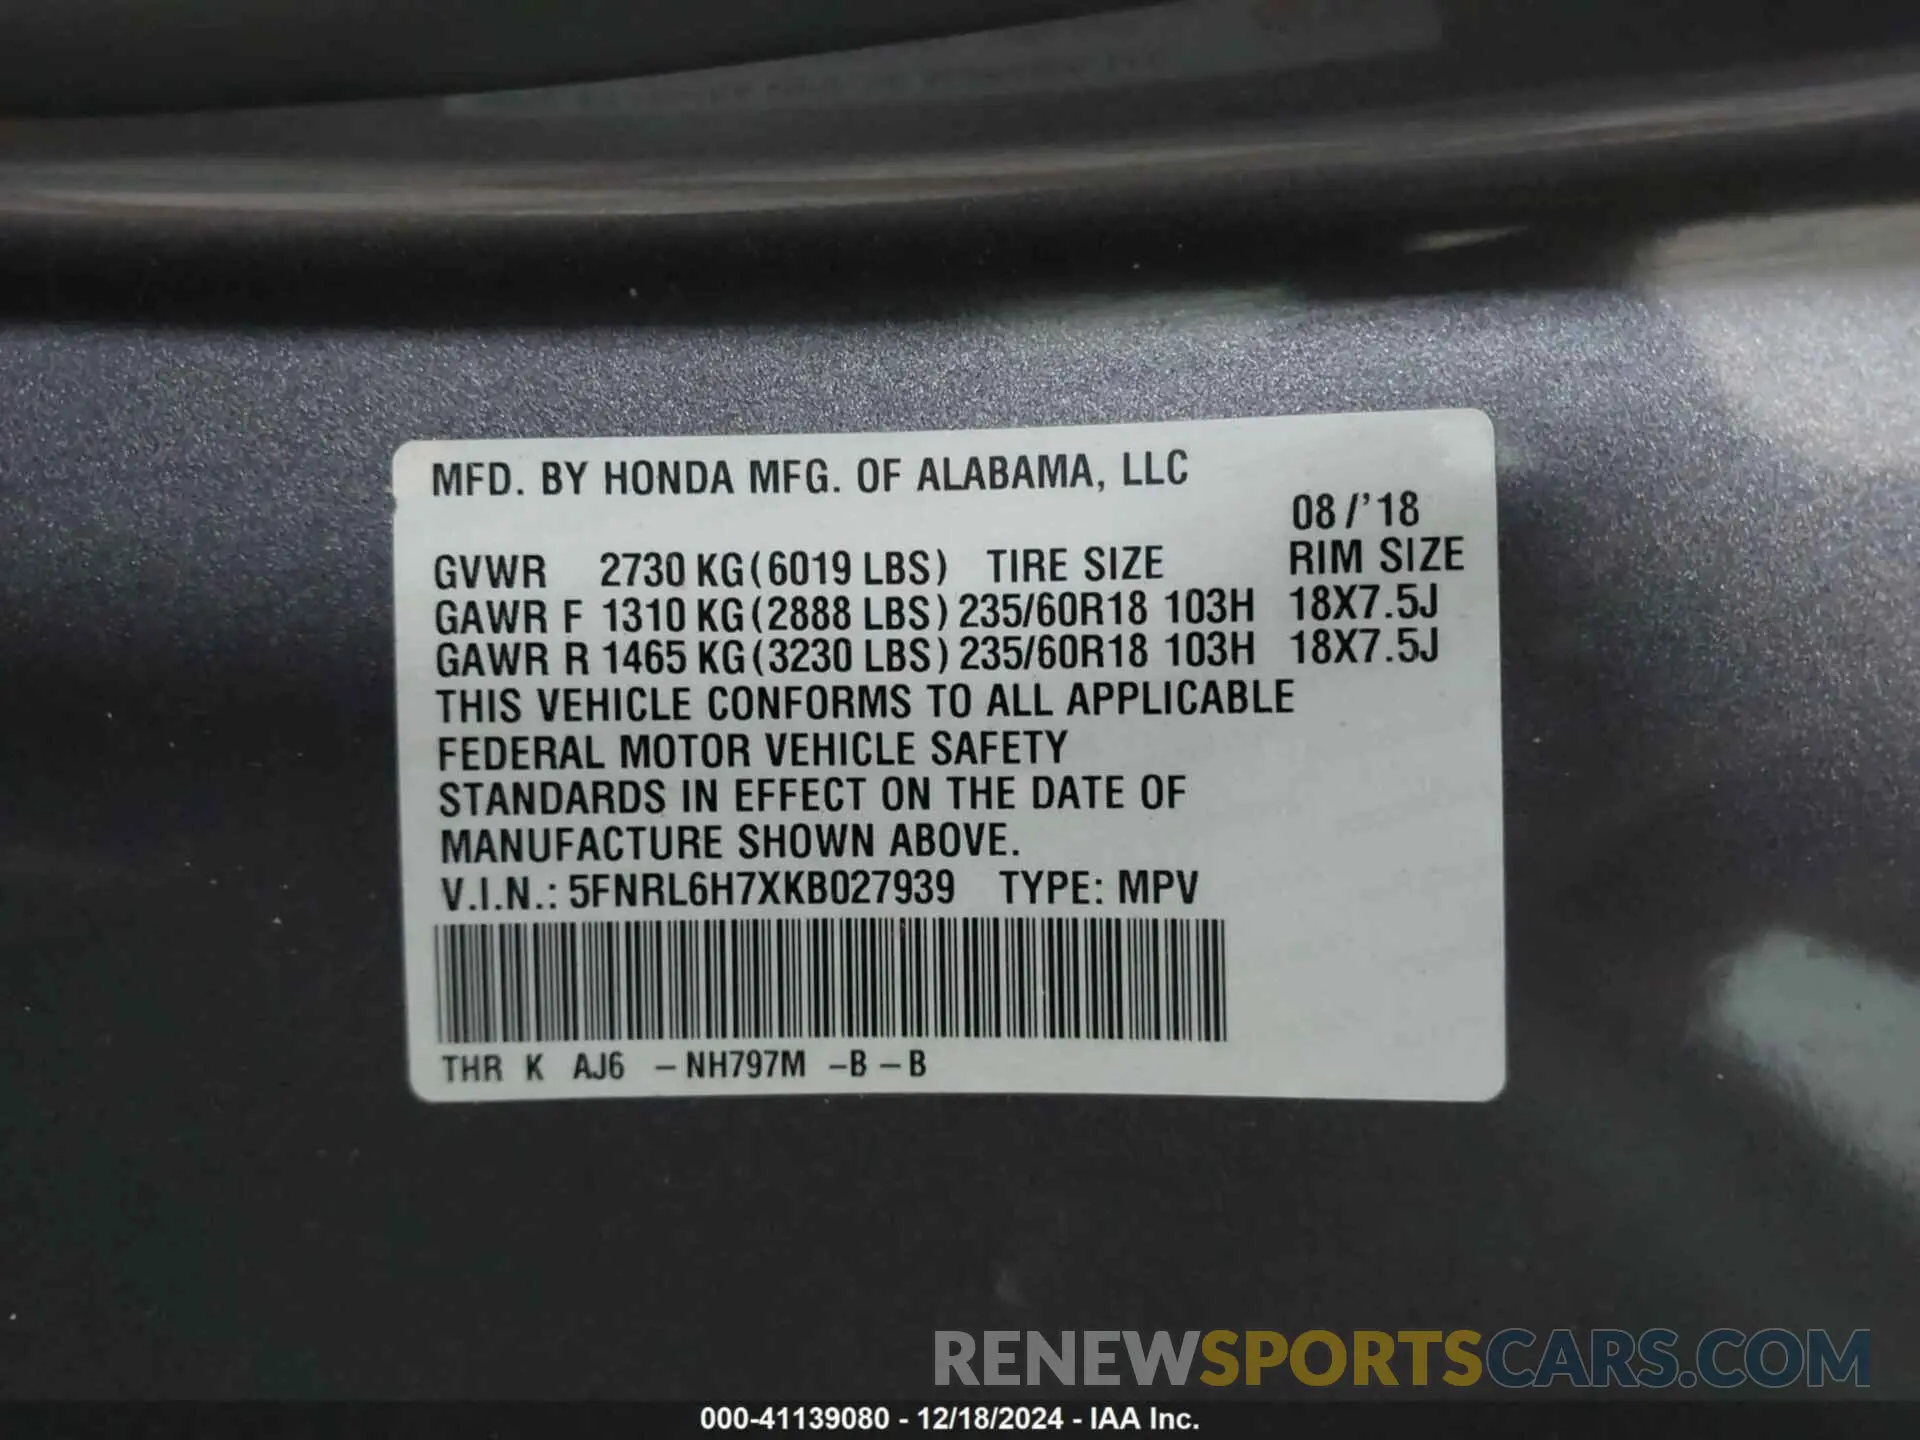 MFD. BY HONDA MFG. OF ALABAMA, LLC
08/'18
GVWR 2730 KG(6019 LBS) TIRE SIZE RIM SIZE
GAWR F 1310 KG(2888 LBS) 235/60R18 103H 18X7.5J
GAWR R 1465 KG(3230 LBS) 235/60R18 103H 18X7.5J
THIS VEHICLE CONFORMS TO ALL APPLICABLE
FEDERAL MOTOR VEHICLE SAFETY
STANDARDS IN EFFECT ON THE DATE OF
MANUFACTURE SHOWN ABOVE.
V.I.N.: 5FNRL6H7XKB027939 TYPE: MPV
THR K AJ6 -NH797M -B-B
RENEWSPORTSCARS.COM
000-41139080 - 12/18/2024 - IAA Inc.